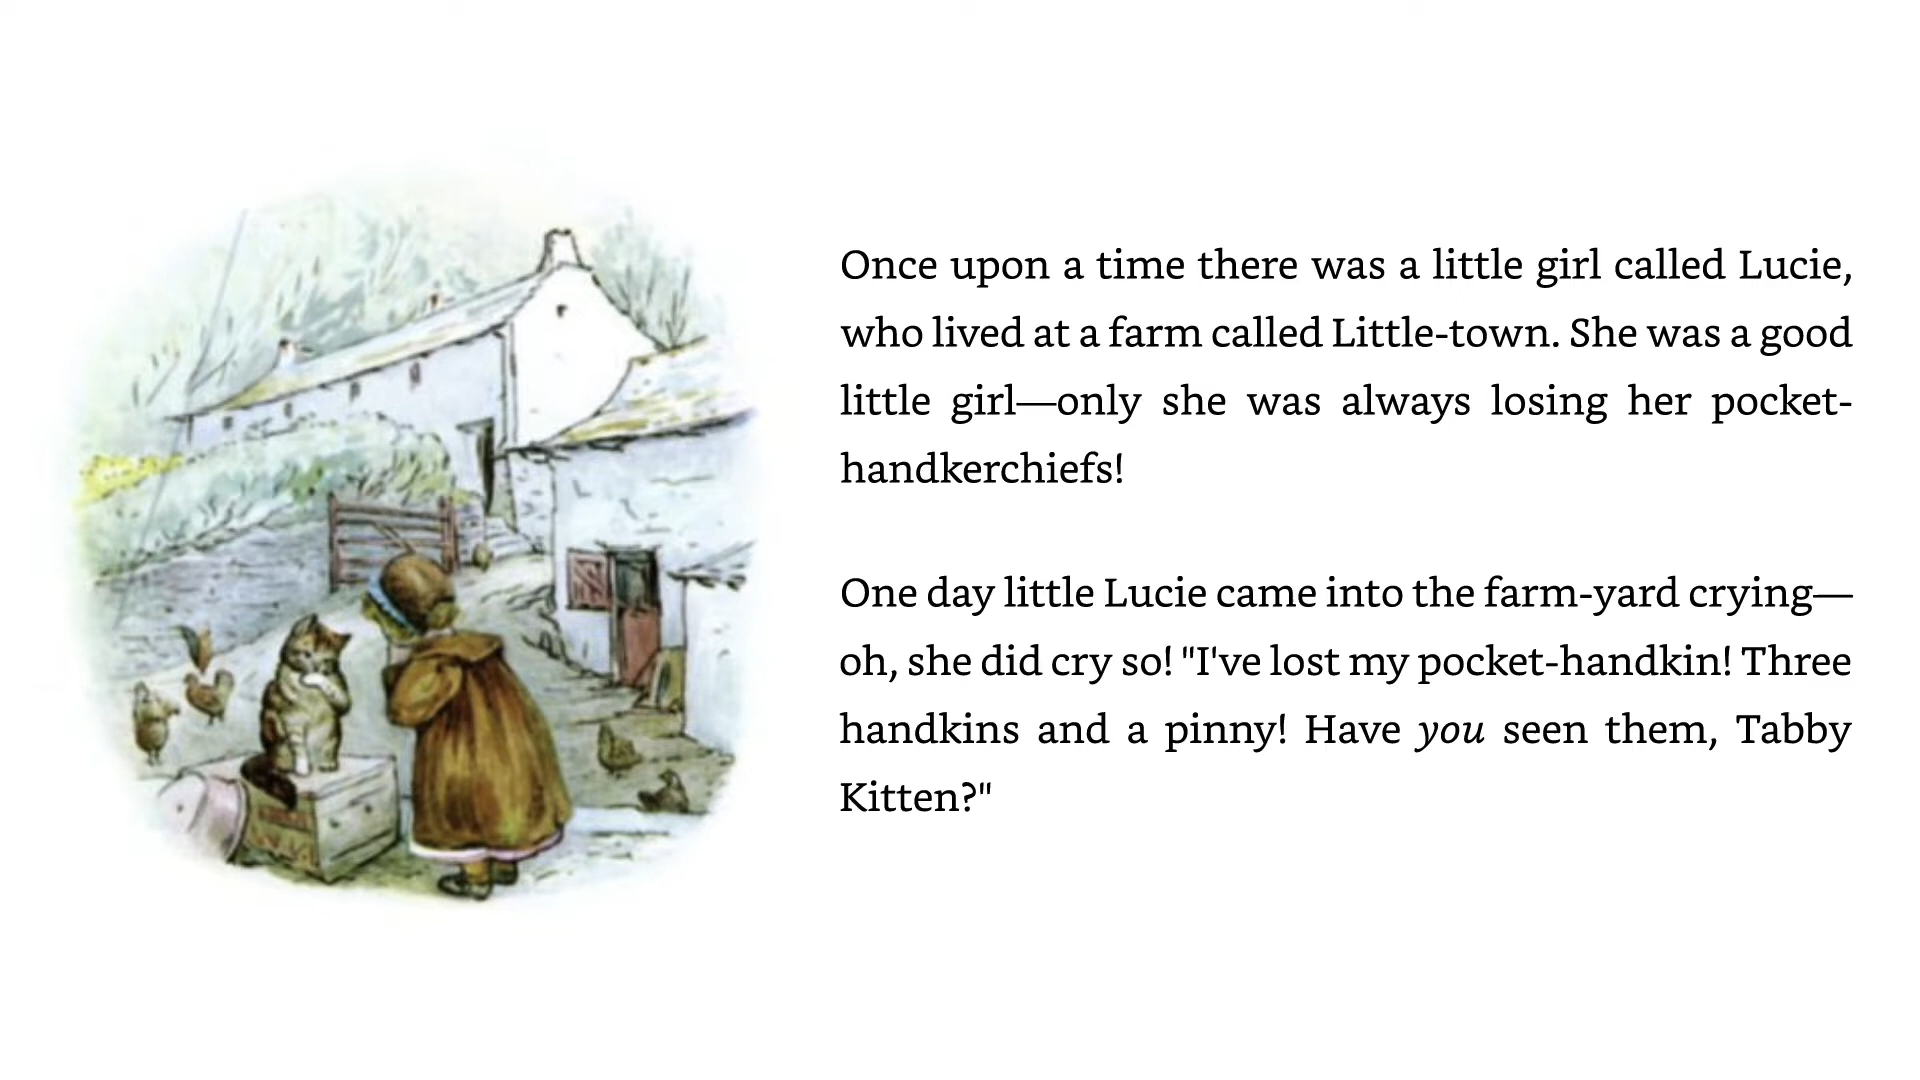 Once upon a time there was a little girl called Lucie,
who lived at a farm called Little-town. She was a good
little girl—only she was always losing her pocket-
handkerchiefs!
One day little Lucie came into the farm-yard crying—
oh, she did cry so! "I've lost my pocket-handkin! Three
handkins and a pinny! Have you seen them, Tabby
Kitten?"